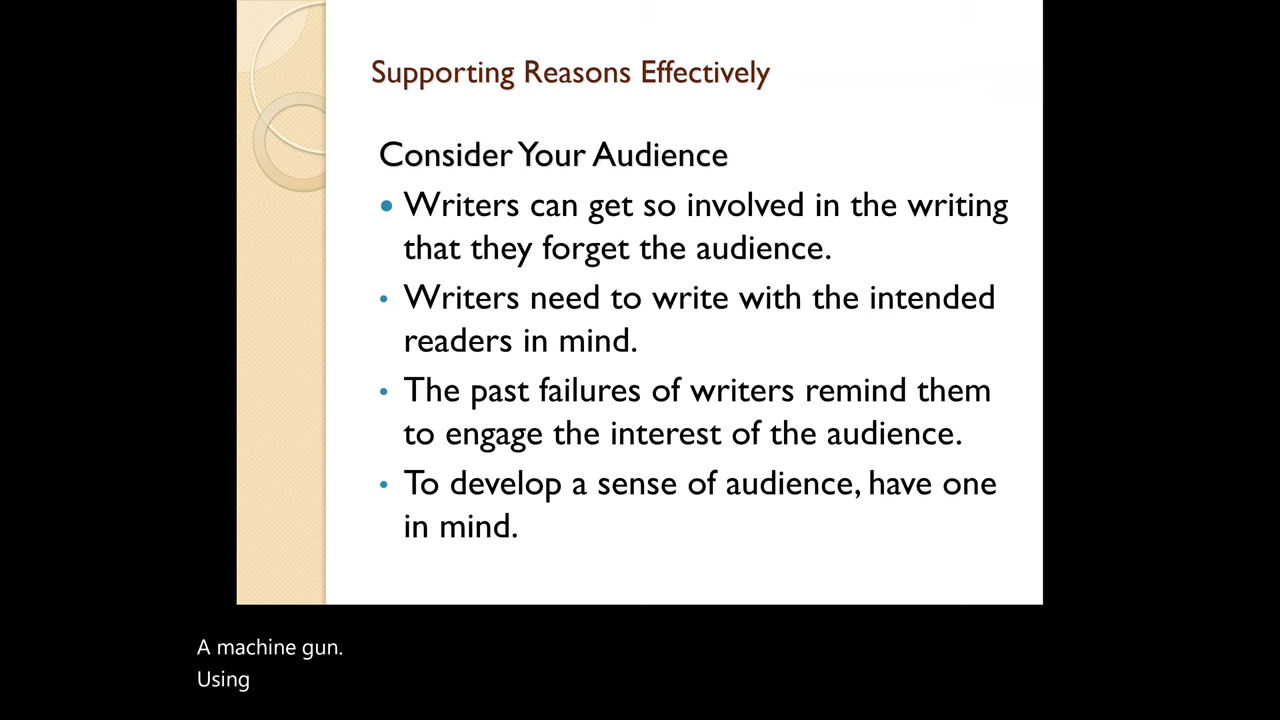 Supporting Reasons Effectively
Consider Your Audience
• Writers can get so involved in the writing
that they forget the audience.
• Writers need to write with the intended
readers in mind.
• The past failures of writers remind them
to engage the interest of the audience.
• To develop a sense of audience, have one
in mind.
A machine gun.
Using